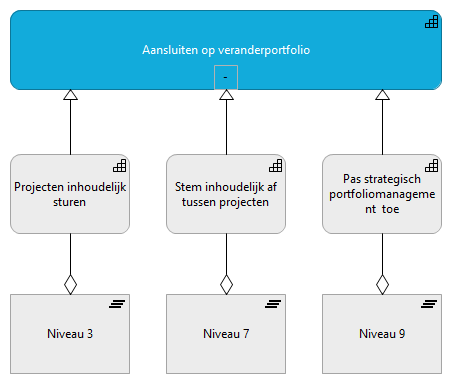 Aansluiten op veranderportfolio
-
Projecten inhoudelijk
sturen
Stem inhoudelijk af
tussen projecten
Pas strategisch
portfoliomanageme
nt toe
Niveau 3
Niveau 7
Niveau 9